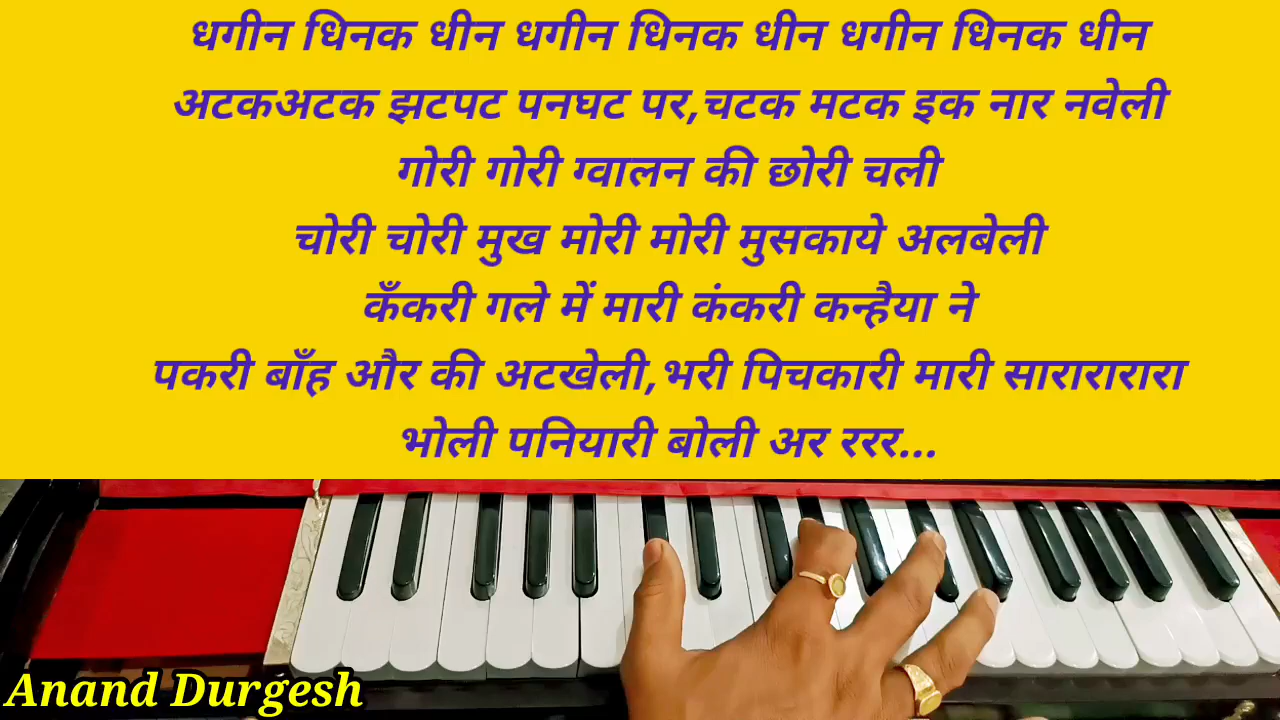 धगीन धिनक धीन धगीन धिनक धीन धगीन धिनक धीन
अटकअटक झटपट पनघट पर,चटक मटक इक नार नवेली
गोरी गोरी ग्वालन की छोरी चली
चोरी चोरी मुख मोरी मोरी मुसकाये अलबेली
कँकरी गले में मारी कंकरी कन्हैया ने
पकरी बाँह और की अटखेली,भरी पिचकारी मारी सारारारारा
भोली पनियारी बोली अर ररर...
Anand Durgesh